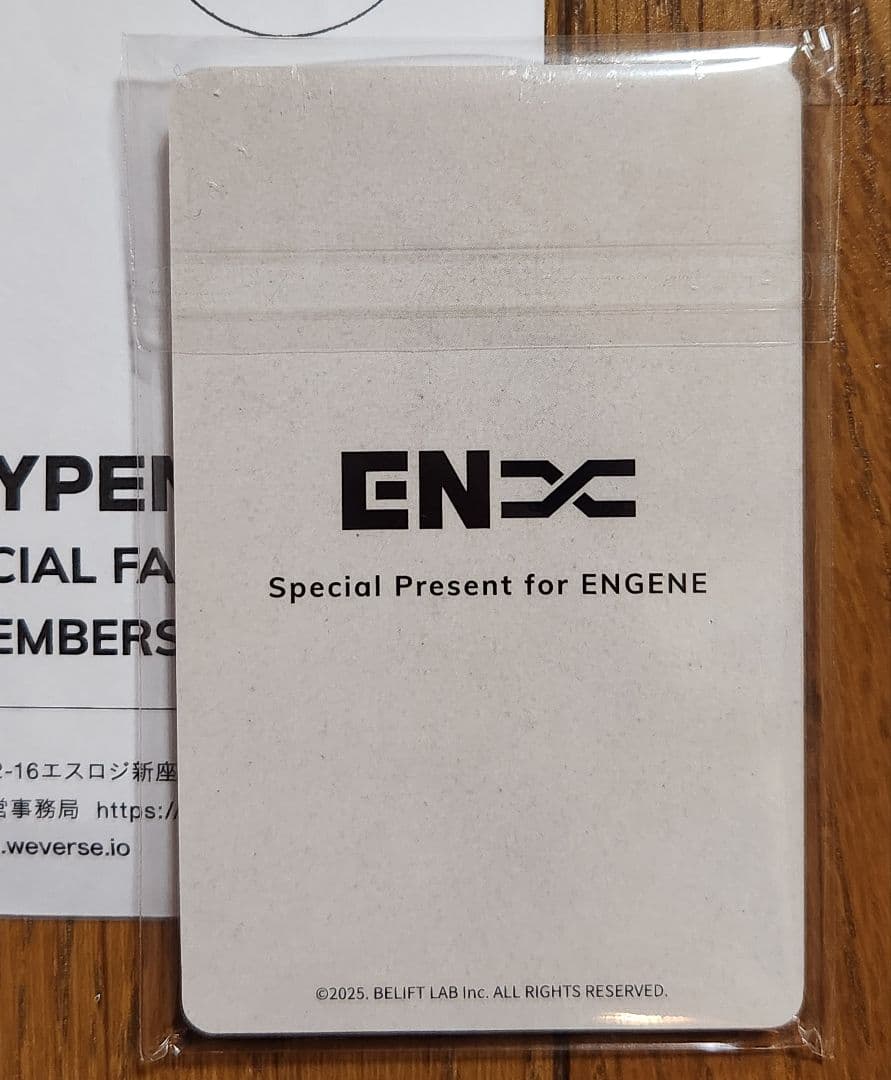 YPEN
CIAL FA
EMBERS
2-16エスロジ新座
営事務局 https://
.weverse.io
EN
Special Present for ENGENE
©2025. BELIFT LAB Inc. ALL RIGHTS RESERVED.